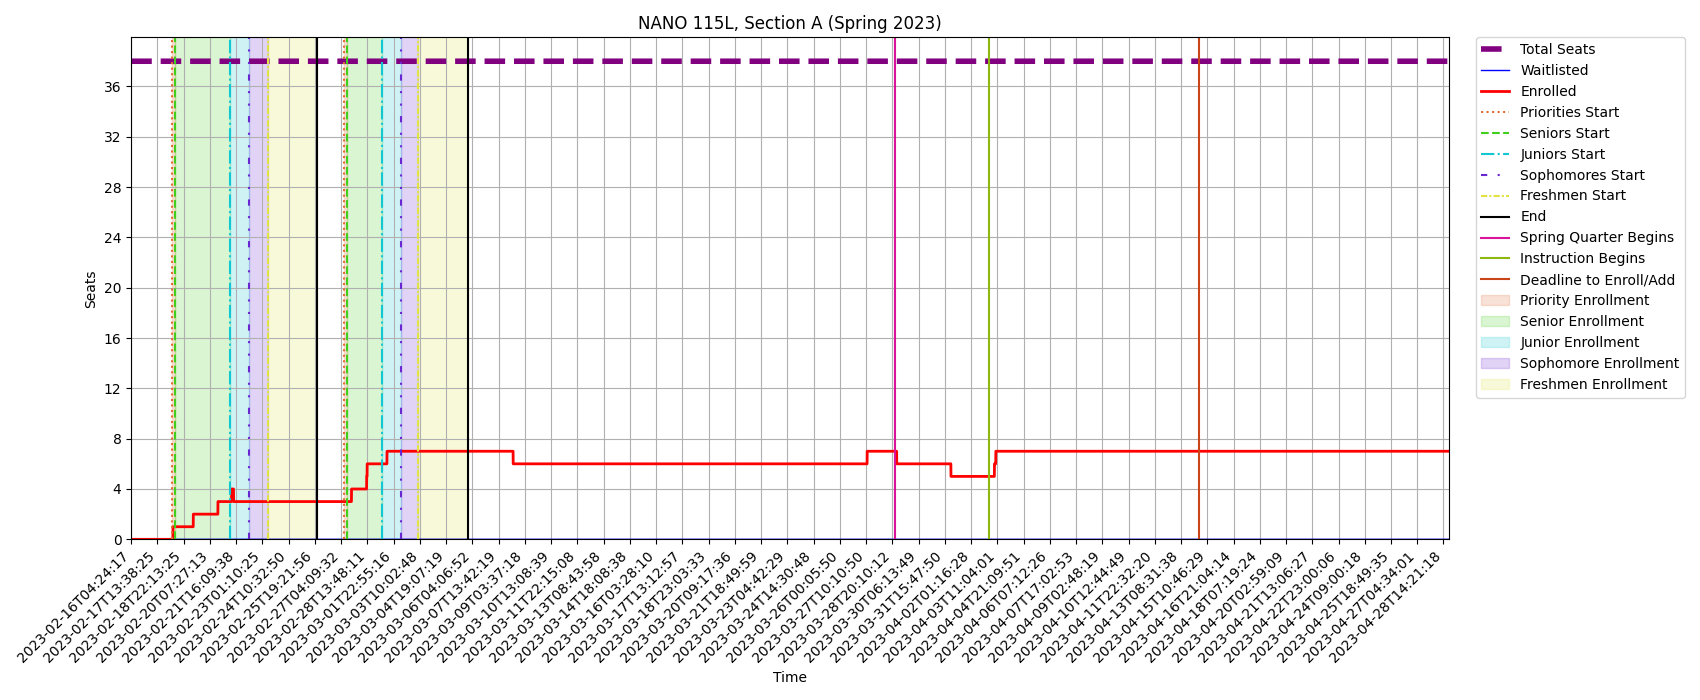 NANO 115L, Section A (Spring 2023)
Total Seats
Waitlisted
Enrolled
Priorities Start
Seniors Start
Juniors Start
Sophomores Start
Freshmen Start
End
Spring Quarter Begins
Instruction Begins
Deadline to Enroll/Add
Priority Enrollment
Senior Enrollment
Junior Enrollment
Sophomore Enrollment
Freshmen Enrollment
Seats
36
32
28
24
20
16
12
8
4
0
2023-02-16T04:24:17
2023-02-17T13:38:25
2023-02-18T22:13:25
2023-02-20T07:27:13
2023-02-21T16:09:38
2023-02-23T01:10:25
2023-02-24T10:32:50
2023-02-25T19:21:56
2023-02-27T04:09:32
2023-02-28T13:48:11
2023-03-01T22:55:16
2023-03-03T10:02:48
2023-03-04T19:07:19
2023-03-06T04:06:52
2023-03-07T13:42:19
2023-03-09T03:37:18
2023-03-10T13:08:39
2023-03-11T22:15:08
2023-03-13T08:43:58
2023-03-14T18:08:38
2023-03-16T03:28:10
2023-03-17T13:12:57
2023-03-18T23:03:33
2023-03-20T09:17:36
2023-03-21T18:49:59
2023-03-23T04:42:29
2023-03-24T14:30:48
2023-03-26T00:05:50
2023-03-27T10:10:50
2023-03-28T20:10:12
2023-03-30T06:13:49
2023-03-31T15:47:50
2023-04-02T01:16:28
2023-04-03T11:04:01
2023-04-04T21:09:51
2023-04-06T07:12:26
2023-04-07T17:02:53
2023-04-09T02:48:19
2023-04-10T12:44:49
2023-04-11T22:32:20
2023-04-13T08:31:38
2023-04-15T10:46:29
2023-04-16T21:04:14
2023-04-18T07:19:24
2023-04-20T02:59:09
2023-04-21T13:06:27
2023-04-22T23:00:06
2023-04-24T09:00:18
2023-04-25T18:49:35
2023-04-27T04:34:01
2023-04-28T14:21:18
Time